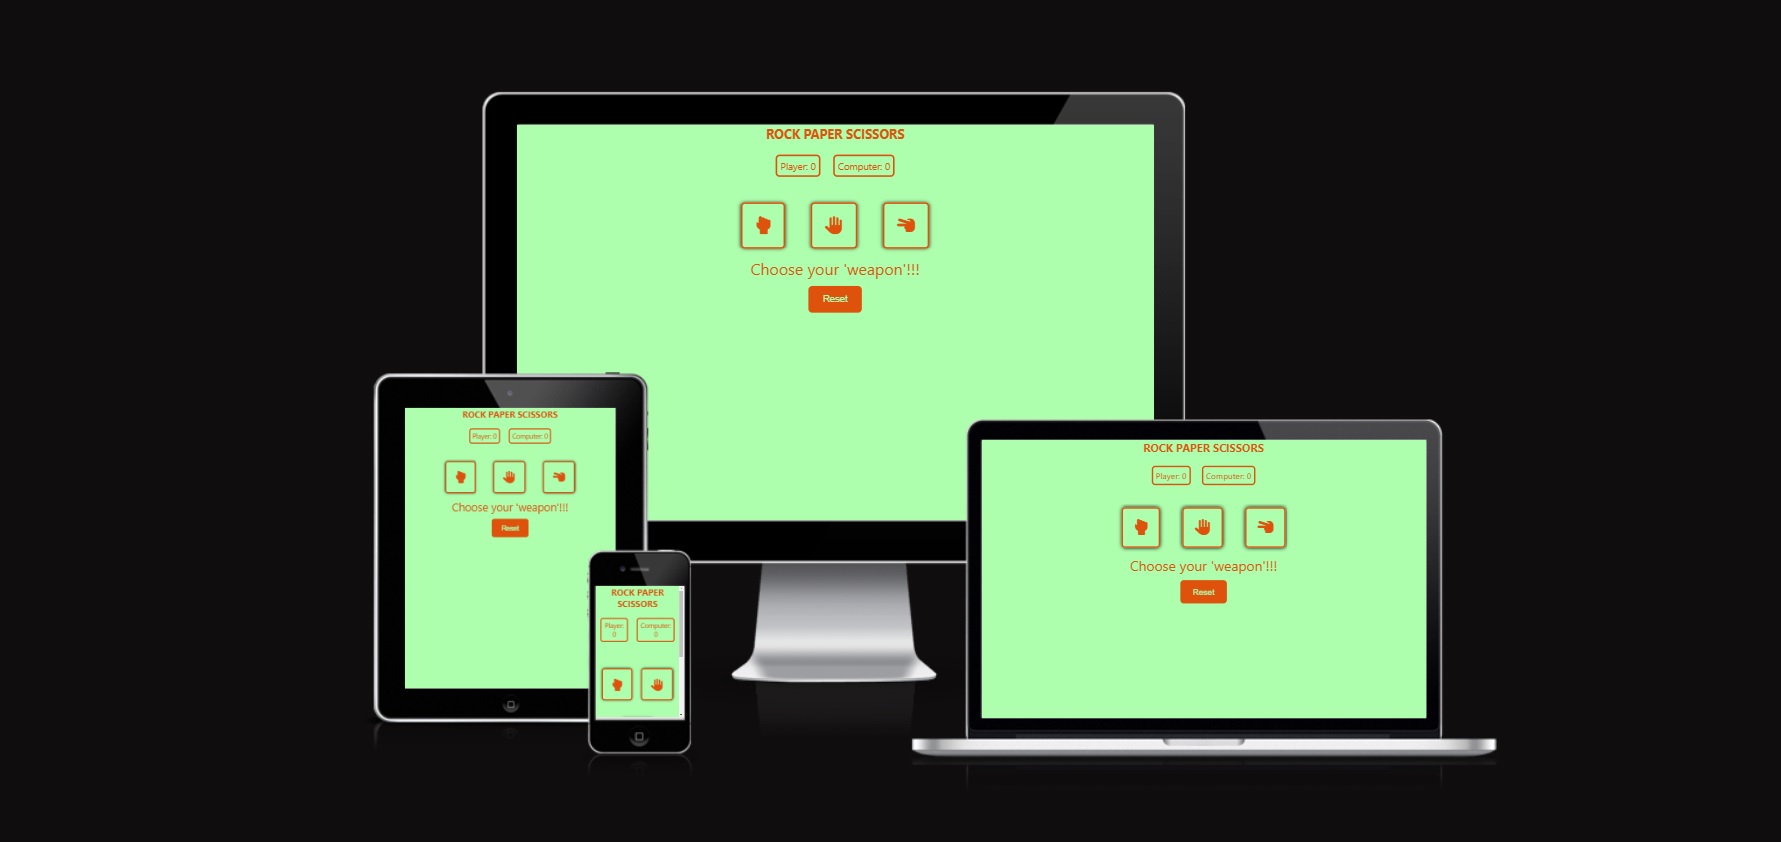 ROCK PAPER SCISSORS
Player: 0
Computer: 0
Choose your 'weapon'!!!
Reset
ROCK PAPER SCISSORS
Player: 0
Computer: 0
Choose your 'weapon'!!!
Reset
ROCK PAPER
SCISSORS
Player:
0
Computer:
0
ROCK PAPER SCISSORS
Player: 0
Computer: 0
Choose your 'weapon'!!!
Reset